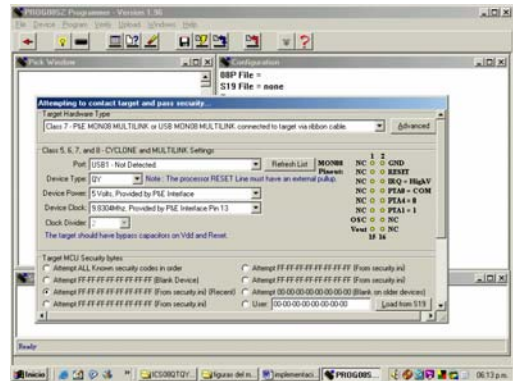 PROG08SZ Programmer - Version 1.96
File Device Program Verify Upload Windows Help
Pick Window
Configuration
08P File =
S19 File = none
Attempting to contact target and pass security...
Target Hardware Type
Class 7 - P&E MON08 MULTILINK or USB MON08 MULTILINK connected to target via ribbon cable.
Advanced
Class 5, 6, 7, and 8 - CYCLONE and MULTILINK Settings
Port: USB1 - Not Detected.
Refresh List
MON08 Pinout:
1 2
NC GND
NC RESET
NC IRQ = HighV
NC PTA0 = COM
NC PTA4 = 0
NC PTA1 = 1
OSC NC
Vout NC
15 16
Device Type: QY
Note : The processor RESET Line must have an external pullup.
Device Power: 5 Volts, Provided by P&E Interface
Device Clock: 9.8304Mhz, Provided by P&E Interface Pin 13
Clock Divider: 2
The target should have bypass capacitors on Vdd and Reset.
Target MCU Security bytes
Attempt ALL Known security codes in order
Attempt FF-FF-FF-FF-FF-FF-FF-FF (From security.ini)
Attempt FF-FF-FF-FF-FF-FF-FF-FF (Blank Device)
Attempt FF-FF-FF-FF-FF-FF-FF-FF (From security.ini)
Attempt FF-FF-FF-FF-FF-FF-FF-FF (From security.ini) (Recent)
Attempt 00-00-00-00-00-00-00-00 (Blank on older devices)
Attempt FF-FF-FF-FF-FF-FF-FF-FF (From security.ini)
User: 00-00-00-00-00-00-00-00
Load from S19
Ready
Inicio
ICS08QTQY...
figuras del m...
implementaci...
PROG08S...
06:13 p.m.